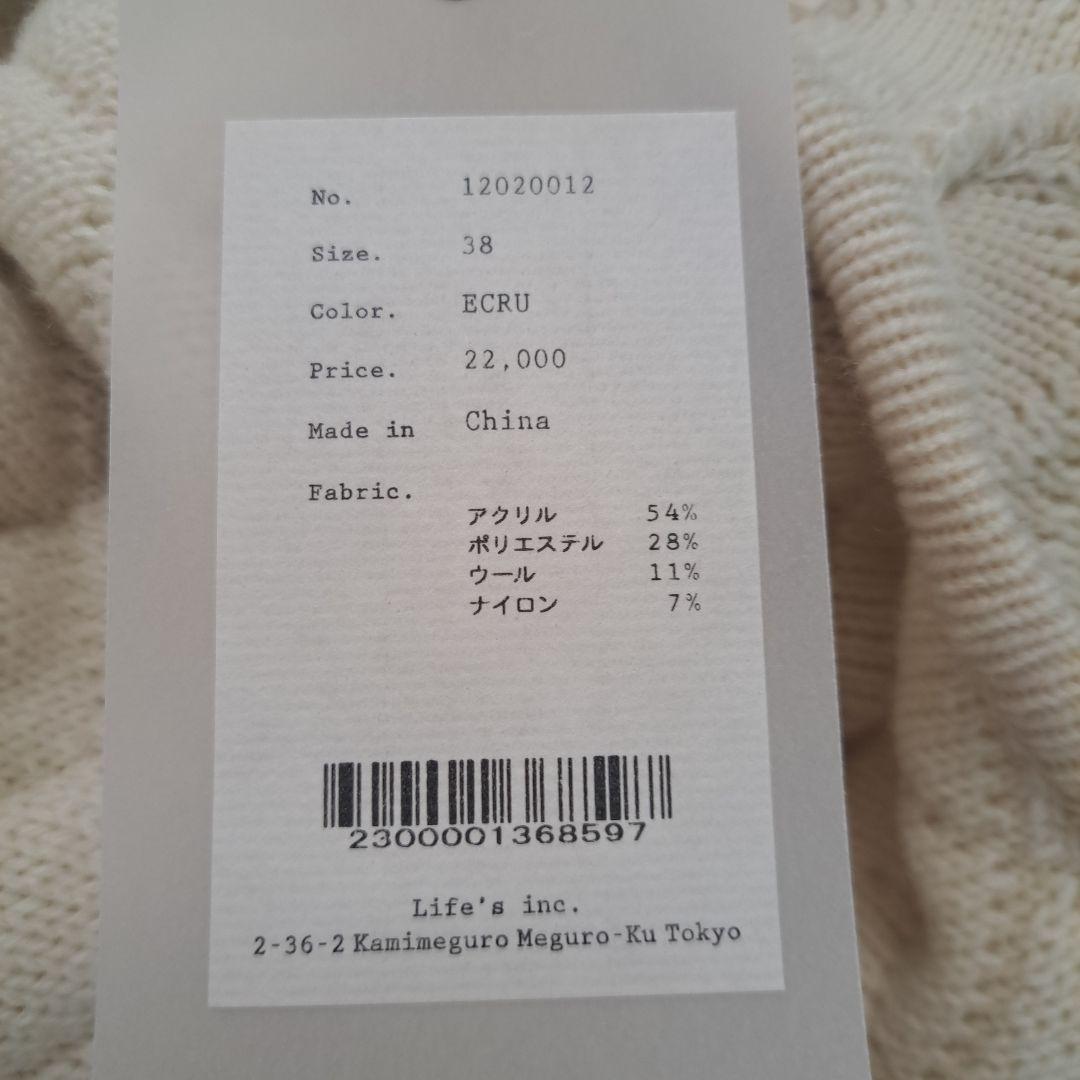 No. 12020012
Size. 38
Color. ECRU
Price. 22,000
Made in China
Fabric.
アクリル 54%
ポリエステル 28%
ウール 11%
ナイロン 7%
2300001368597
Life's inc.
2-36-2 Kamimeguro Meguro-Ku Tokyo